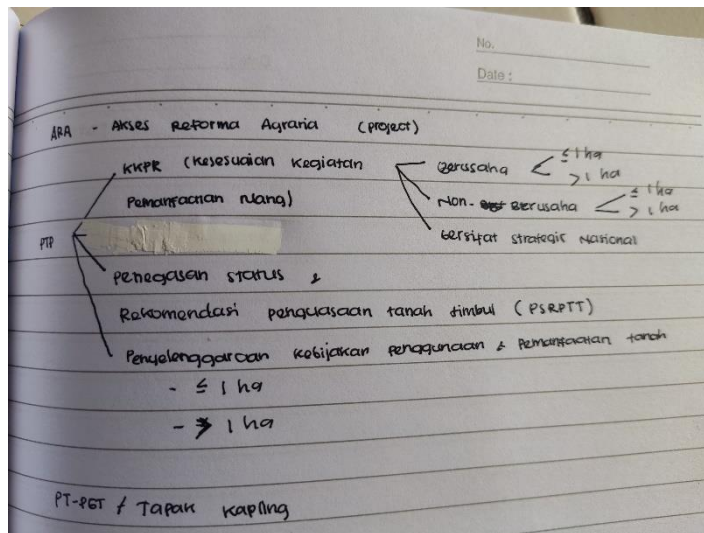 No.
Date :
ARA - Akses Reforma Agraria (project)
KKPR (Kesesuaian Kegiatan
Pemanfaatan Ruang)
Berusaha < ≤ 1 ha
> 1 ha
Non- Berusaha < ≤ 1 ha
> 1 ha
Bersifat strategis Nasional
PTP
Penegasan status &
Rekomendasi penguasaan tanah timbul (PSRPTT)
Penyelenggaraan kebijakan penggunaan & pemanfaatan tanah
- ≤ 1 ha
- > 1 ha
PT-PGT / Tapak Kapling